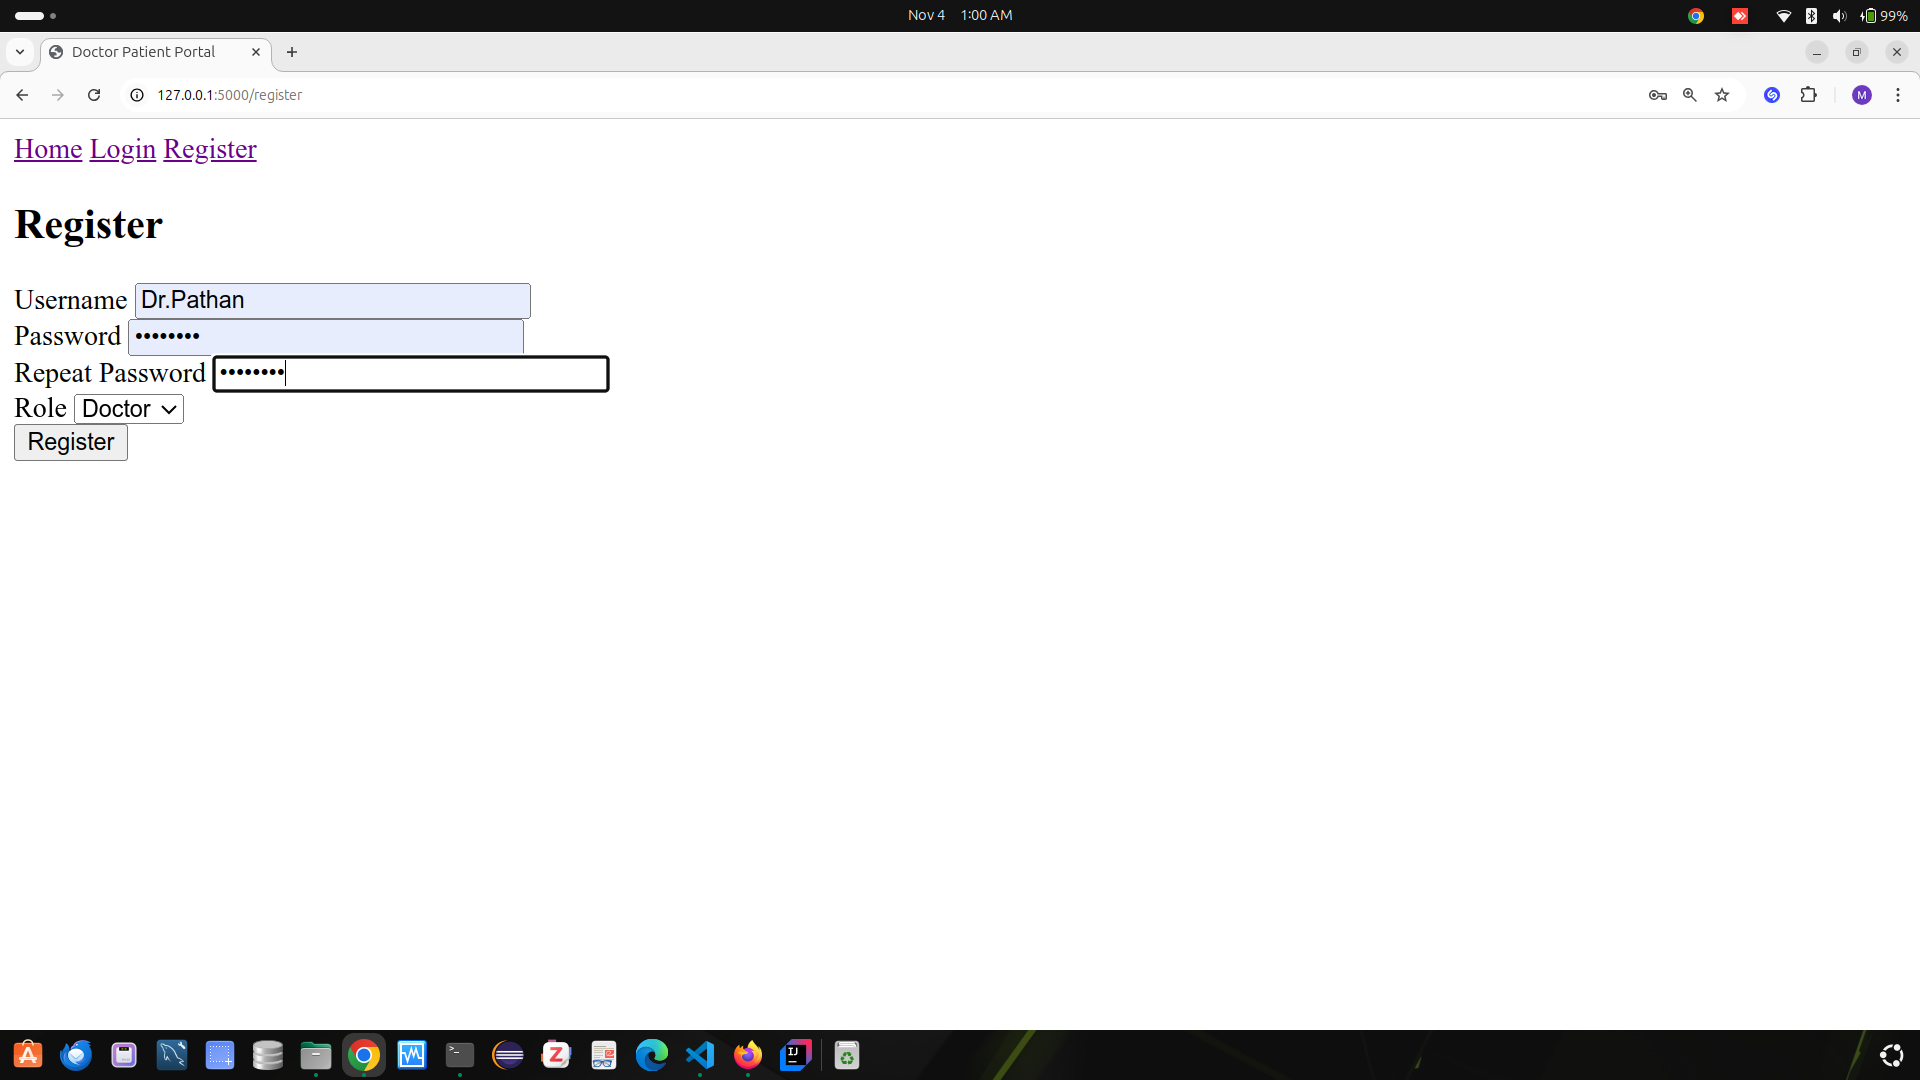 Nov 4 1:00 AM
99%
Doctor Patient Portal
127.0.0.1:5000/register
M
Home Login Register
Register
Username Dr.Pathan
Password ••••••••
Repeat Password ••••••••
Role Doctor
Register